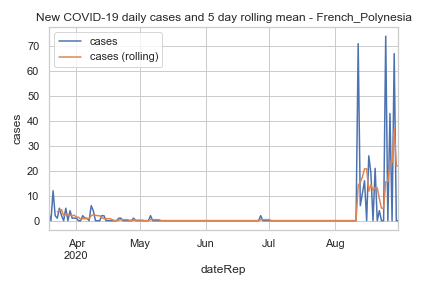 New COVID-19 daily cases and 5 day rolling mean - French_Polynesia
cases
cases (rolling)
cases
70
60
50
40
30
20
10
0
Apr May Jun Jul Aug
2020
dateRep